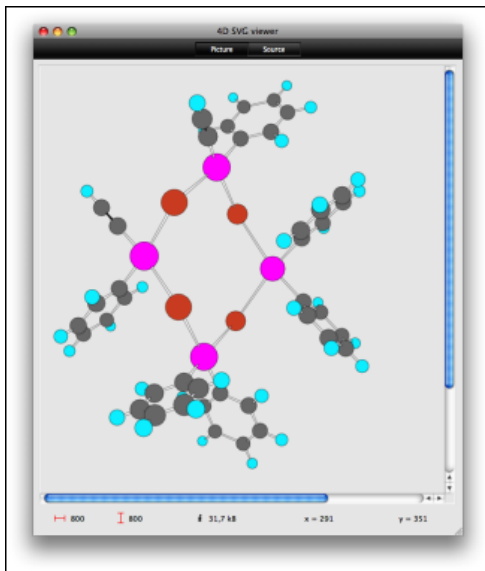 4D SVG viewer
Picture Source
800 800 31,7 kB x = 291 y = 351